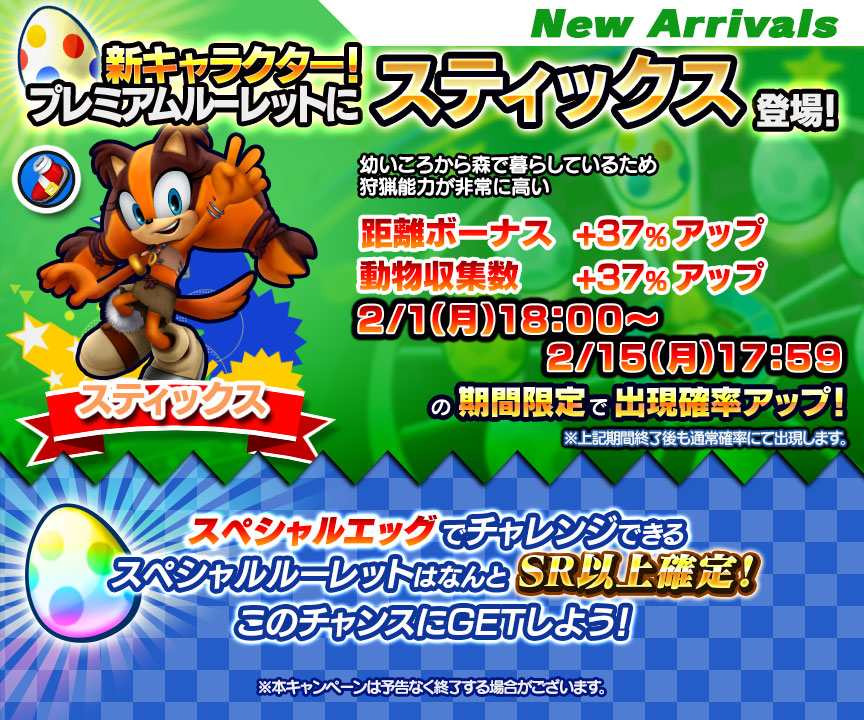 New Arrivals
新キャラクター!
プレミアムルーレットに スティックス 登場!
幼いころから森で暮らしているため
狩猟能力が非常に高い
距離ボーナス +37%アップ
動物収集数 +37%アップ
2/1(月)18:00~
2/15(月)17:59
の 期間限定で 出現確率アップ!
※上記期間終了後も通常確率にて出現します。
スティックス
スペシャルエッグでチャレンジできる
スペシャルルーレットはなんと SR以上確定!
このチャンスにGETしよう!
※本キャンペーンは予告なく終了する場合がございます。